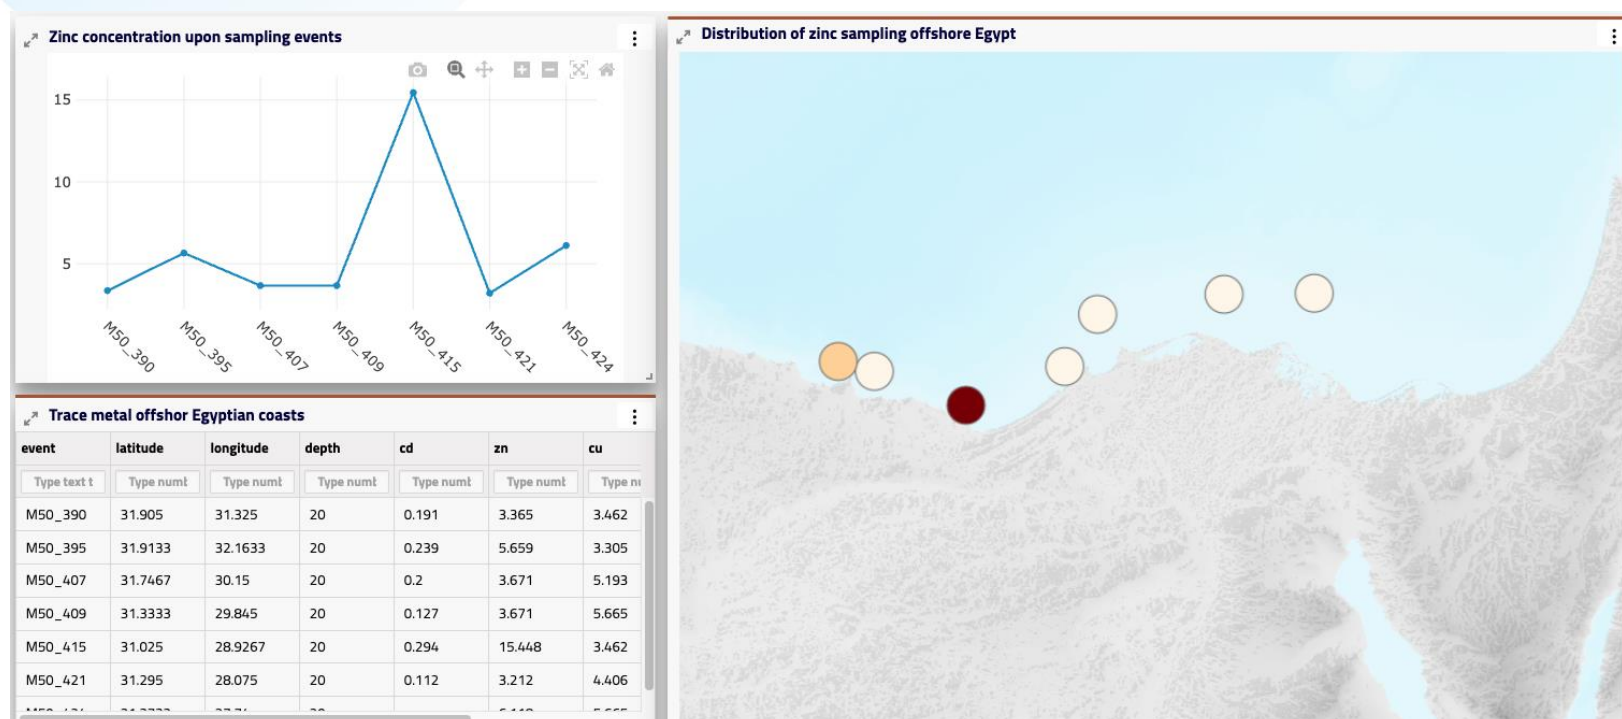 Zinc concentration upon sampling events
15
10
5
M50_390
M50_395
M50_407
M50_409
M50_415
M50_421
M50_424
Trace metal offshor Egyptian coasts
event latitude longitude depth cd zn cu
Type text t Type numb Type numb Type numb Type numb Type numb Type nu
M50_390 31.905 31.325 20 0.191 3.365 3.462
M50_395 31.9133 32.1633 20 0.239 5.659 3.305
M50_407 31.7467 30.15 20 0.2 3.671 5.193
M50_409 31.3333 29.845 20 0.127 3.671 5.665
M50_415 31.025 28.9267 20 0.294 15.448 3.462
M50_421 31.295 28.075 20 0.112 3.212 4.406
Distribution of zinc sampling offshore Egypt